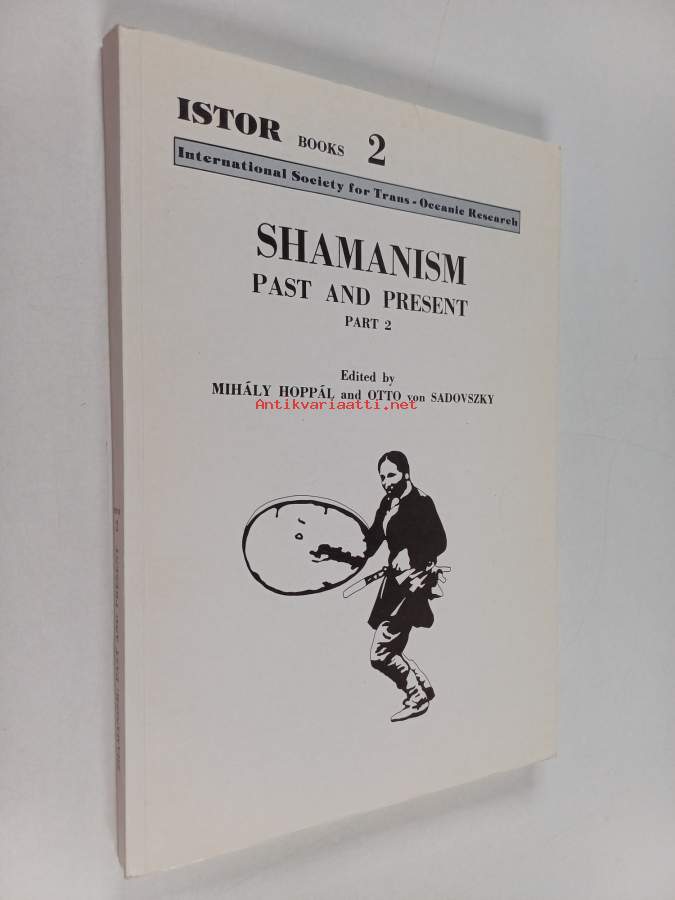 ISTOR BOOKS 2
International Society for Trans - Oceanic Research
SHAMANISM
PAST AND PRESENT
PART 2
Edited by
MIHÁLY HOPPÁL and OTTO von SADOVSZKY
Antikvariaatti.net